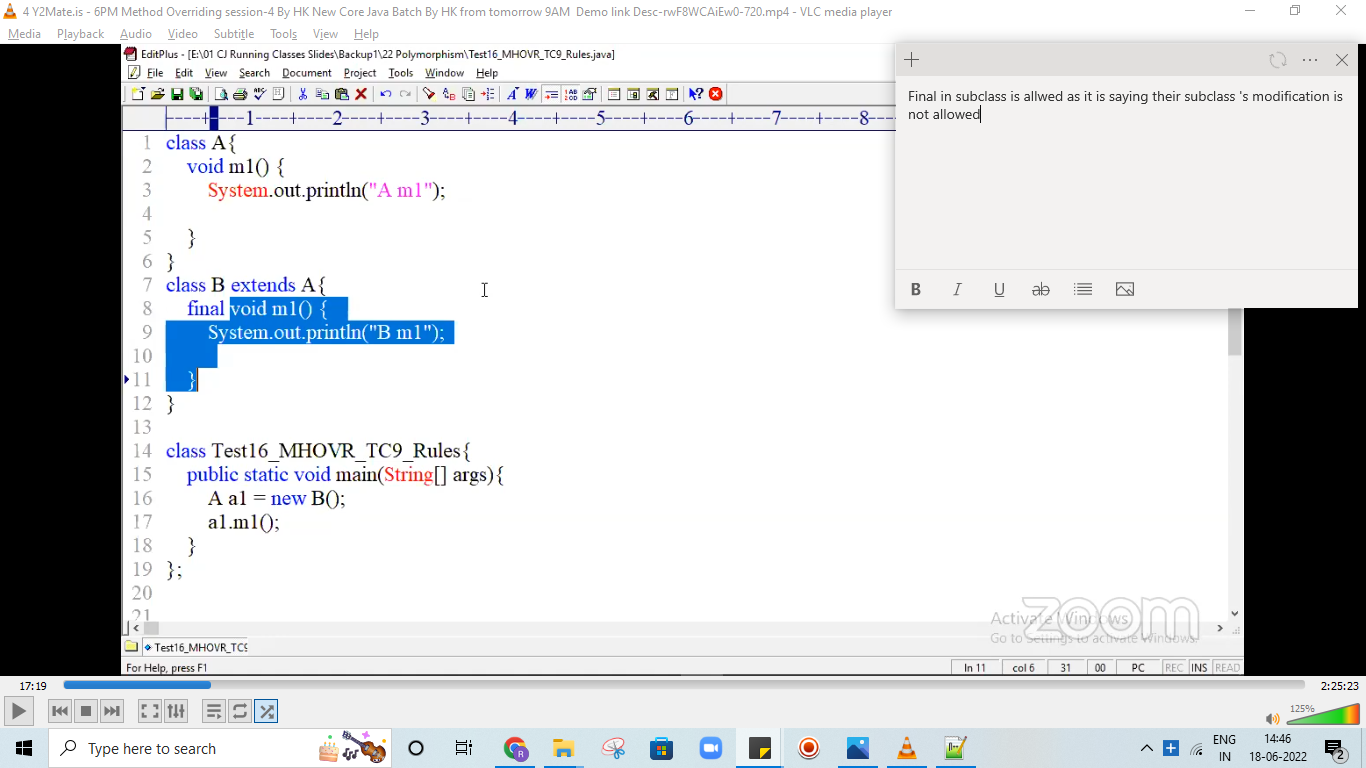 4 Y2Mate.is - 6PM Method Overriding session-4 By HK New Core Java Batch By HK from tomorrow 9AM  Demo link Desc-rwF8WCAiEw0-720.mp4 - VLC media player
Media Playback Audio Video Subtitle Tools View Help
EditPlus - [E:\01 CJ Running Classes Slides\Backup1\22 Polymorphism\Test16_MHOVR_TC9_Rules.java]
File Edit View Search Document Project Tools Window Help
Final in subclass is allwed as it is saying their subclass 's modification is
not allowed
----+----1----+----2----+----3----+----4----+----5----+----6----+----7----+----8--
1 class A{
2 void m1() {
3 System.out.println("A m1");
4
5 }
6 }
7 class B extends A{
8 final void m1() {
9 System.out.println("B m1");
10
11 }
12 }
13
14 class Test16_MHOVR_TC9_Rules{
15 public static void main(String[] args){
16 A a1 = new B();
17 a1.m1();
18 }
19 };
20
21
B I U ab
zoom
Activate Windows
Go to Settings to activate Windows.
Test16_MHOVR_TC9
For Help, press F1
ln 11 col 6 31 00 PC REC INS READ
17:19
2:25:23
125%
Type here to search
ENG
IN
14:46
18-06-2022
2